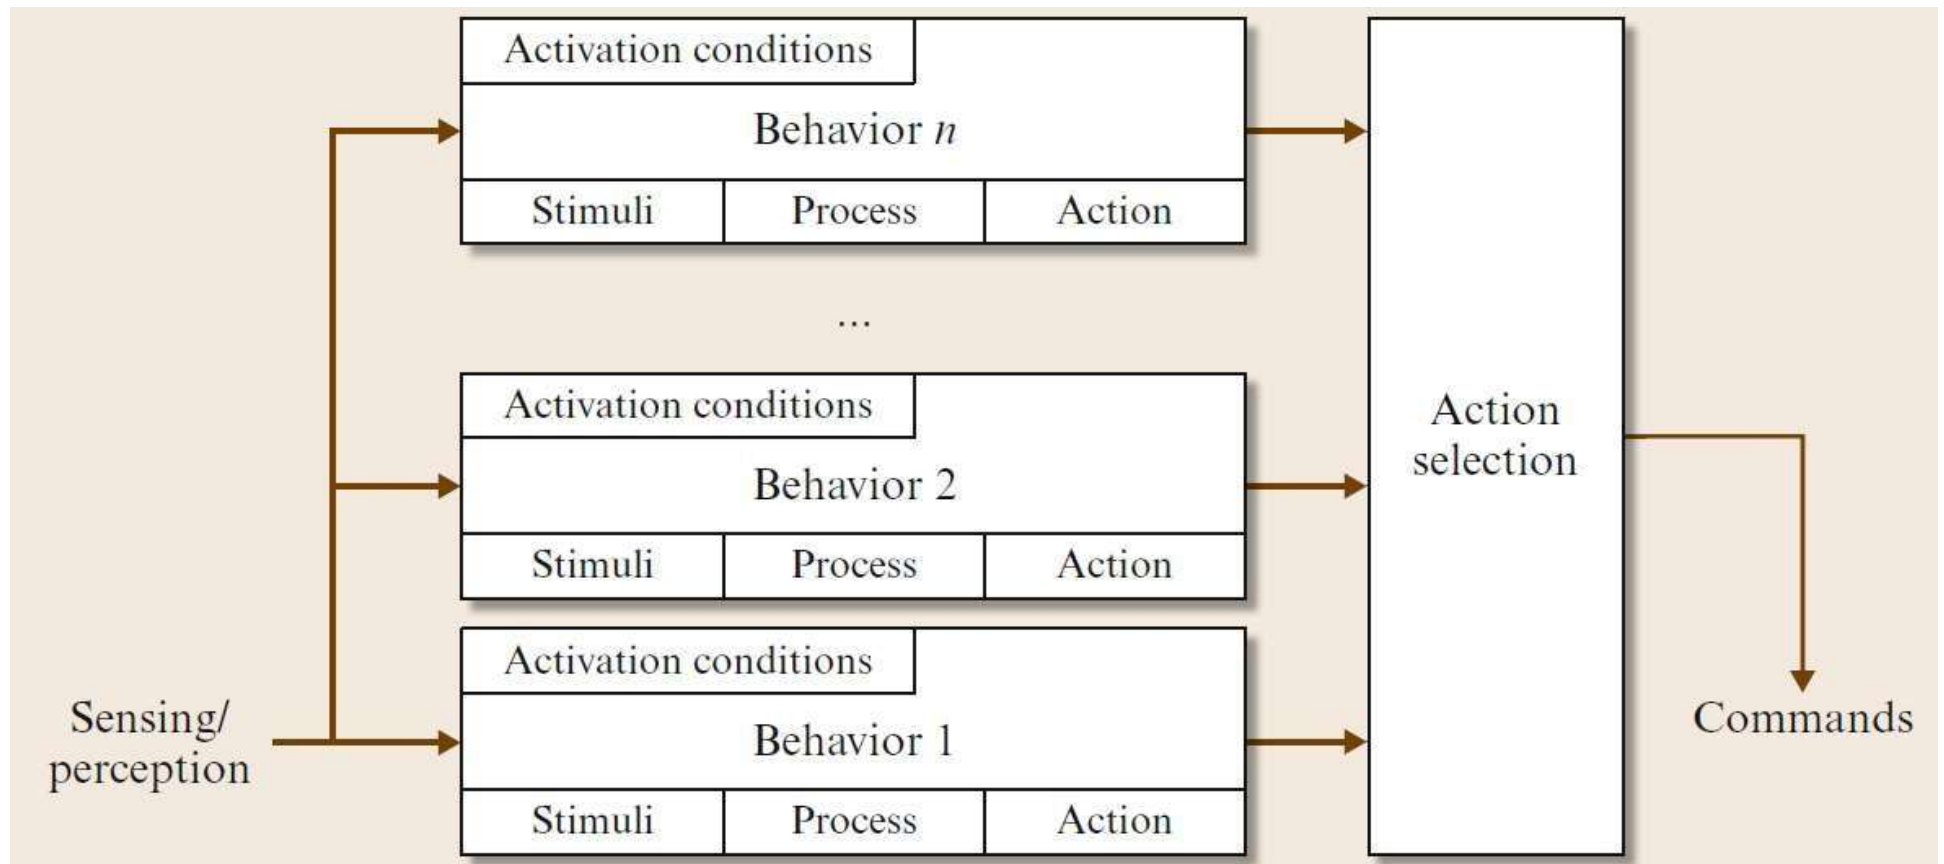 Activation conditions
Behavior n
Stimuli
Process
Action
...
Activation conditions
Behavior 2
Stimuli
Process
Action
Activation conditions
Behavior 1
Stimuli
Process
Action
Sensing/
perception
Action
selection
Commands